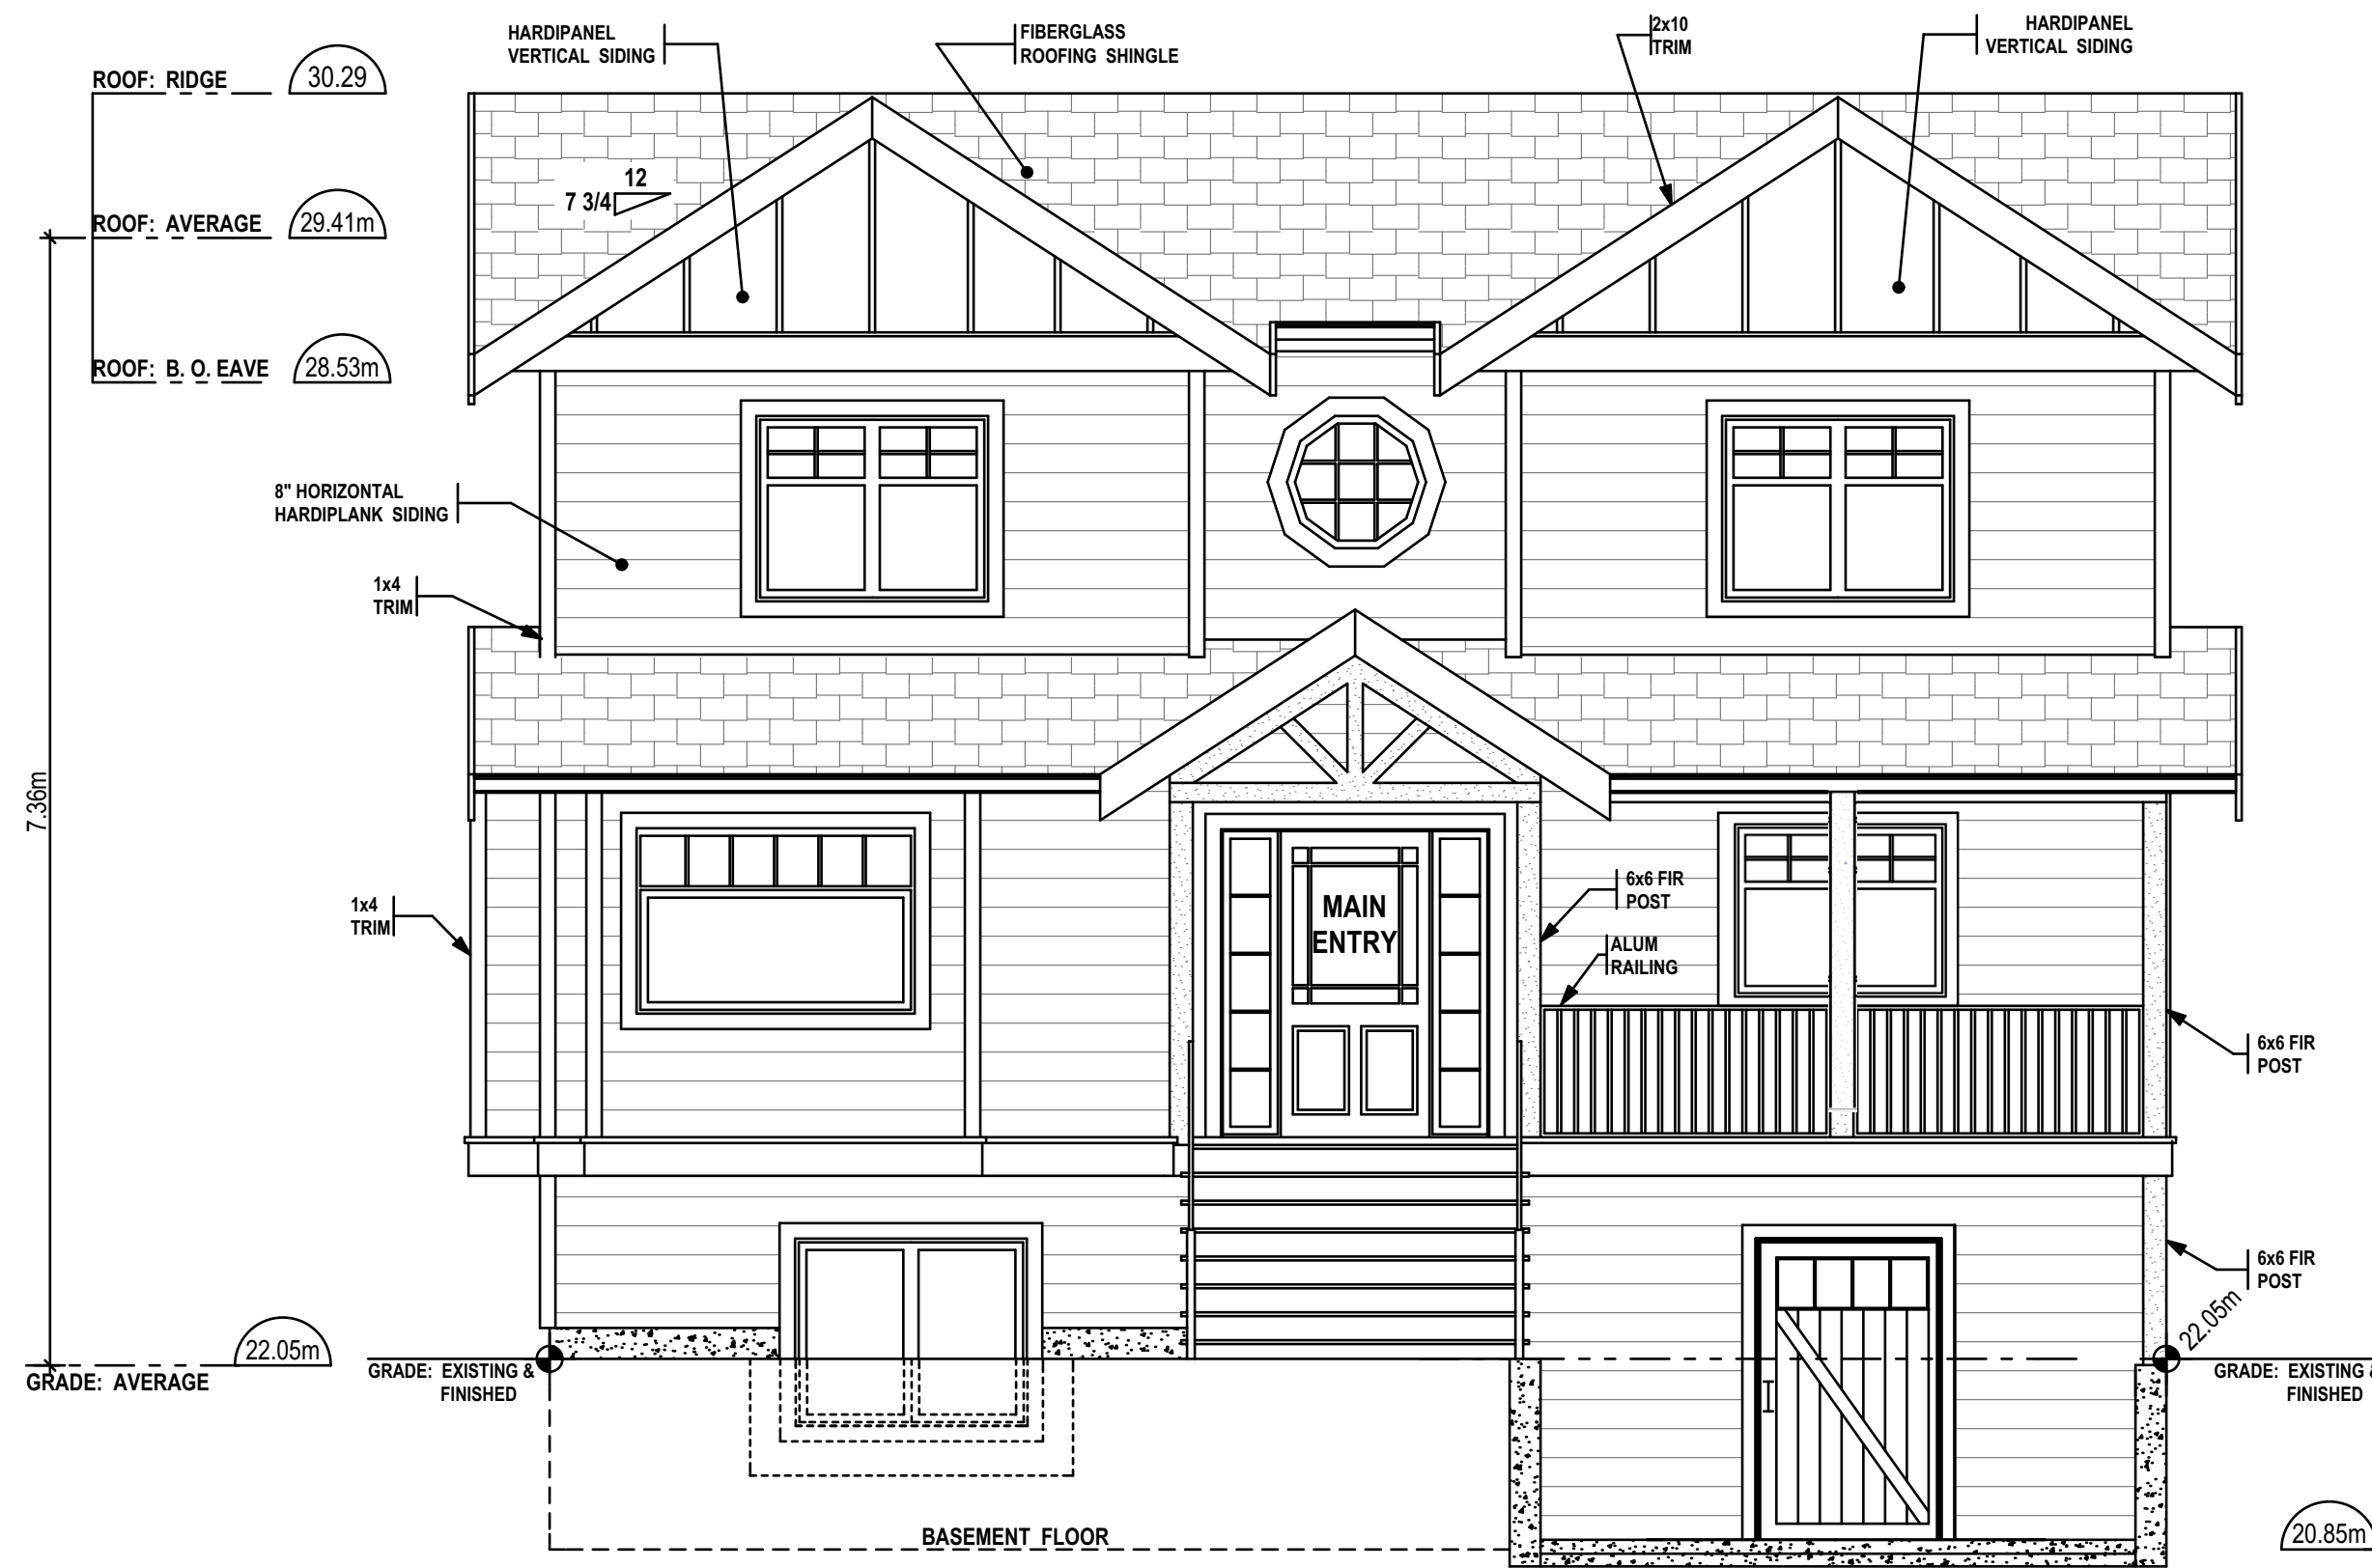 HARDIPANEL
VERTICAL SIDING
FIBERGLASS
ROOFING SHINGLE
2x10
TRIM
HARDIPANEL
VERTICAL SIDING
ROOF: RIDGE 30.29
12
7 3/4
ROOF: AVERAGE 29.41m
ROOF: B. O. EAVE 28.53m
8" HORIZONTAL
HARDIPLANK SIDING
1x4
TRIM
7.36m
1x4
TRIM
MAIN
ENTRY
6x6 FIR
POST
ALUM
RAILING
6x6 FIR
POST
6x6 FIR
POST
22.05m
22.05m
GRADE: AVERAGE
GRADE: EXISTING &
FINISHED
GRADE: EXISTING &
FINISHED
BASEMENT FLOOR
20.85m